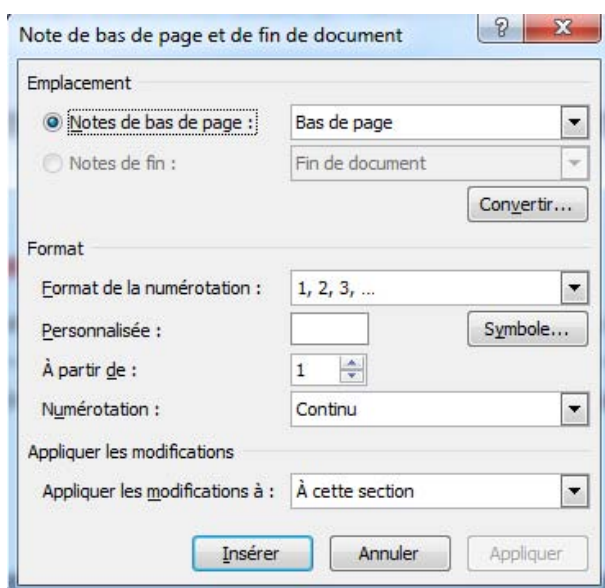 Note de bas de page et de fin de document ? X
Emplacement
Notes de bas de page : Bas de page
Notes de fin : Fin de document
Convertir...
Format
Format de la numérotation : 1, 2, 3, ...
Personnalisée : Symbole...
À partir de : 1
Numérotation : Continu
Appliquer les modifications
Appliquer les modifications à : À cette section
Insérer Annuler Appliquer